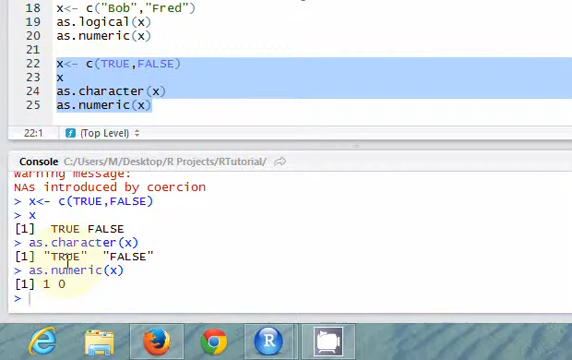 18 x<- c("Bob","Fred")
19 as.logical(x)
20 as.numeric(x)
21
22 x<- c(TRUE,FALSE)
23 x
24 as.character(x)
25 as.numeric(x)
22:1 (Top Level)
Console C:/Users/M/Desktop/R Projects/RTutorial/
Warning message:
NAs introduced by coercion
> x<- c(TRUE,FALSE)
> x
[1] TRUE FALSE
> as.character(x)
[1] "TRUE" "FALSE"
> as.numeric(x)
[1] 1 0
>
R